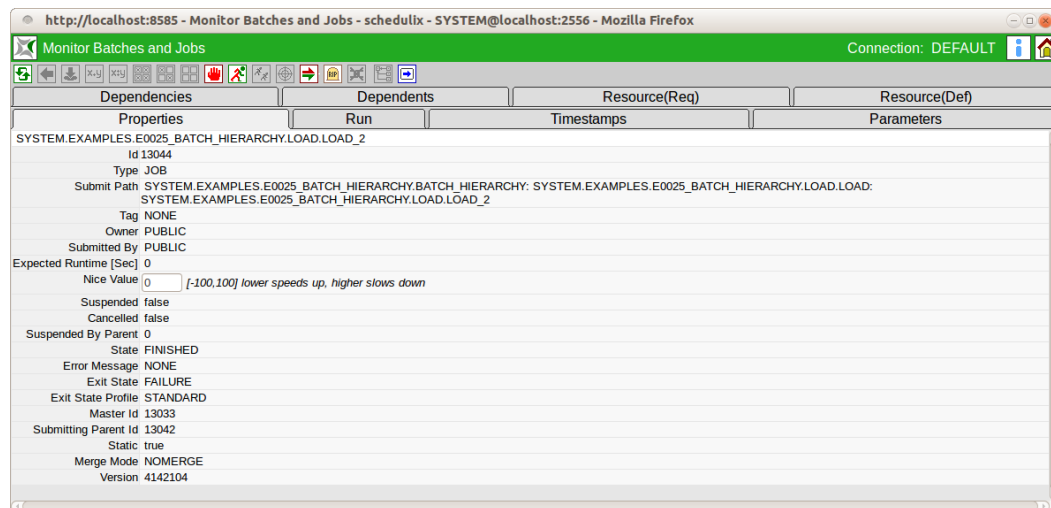 http://localhost:8585 - Monitor Batches and Jobs - schedulix - SYSTEM@localhost:2556 - Mozilla Firefox
Monitor Batches and Jobs Connection: DEFAULT
Dependencies Dependents Resource(Req) Resource(Def)
Properties Run Timestamps Parameters
SYSTEM.EXAMPLES.E0025_BATCH_HIERARCHY.LOAD.LOAD_2
Id 13044
Type JOB
Submit Path SYSTEM.EXAMPLES.E0025_BATCH_HIERARCHY.BATCH_HIERARCHY: SYSTEM.EXAMPLES.E0025_BATCH_HIERARCHY.LOAD.LOAD:
SYSTEM.EXAMPLES.E0025_BATCH_HIERARCHY.LOAD.LOAD_2
Tag NONE
Owner PUBLIC
Submitted By PUBLIC
Expected Runtime [Sec] 0
Nice Value 0 [-100,100] lower speeds up, higher slows down
Suspended false
Cancelled false
Suspended By Parent 0
State FINISHED
Error Message NONE
Exit State FAILURE
Exit State Profile STANDARD
Master Id 13033
Submitting Parent Id 13042
Static true
Merge Mode NOMERGE
Version 4142104